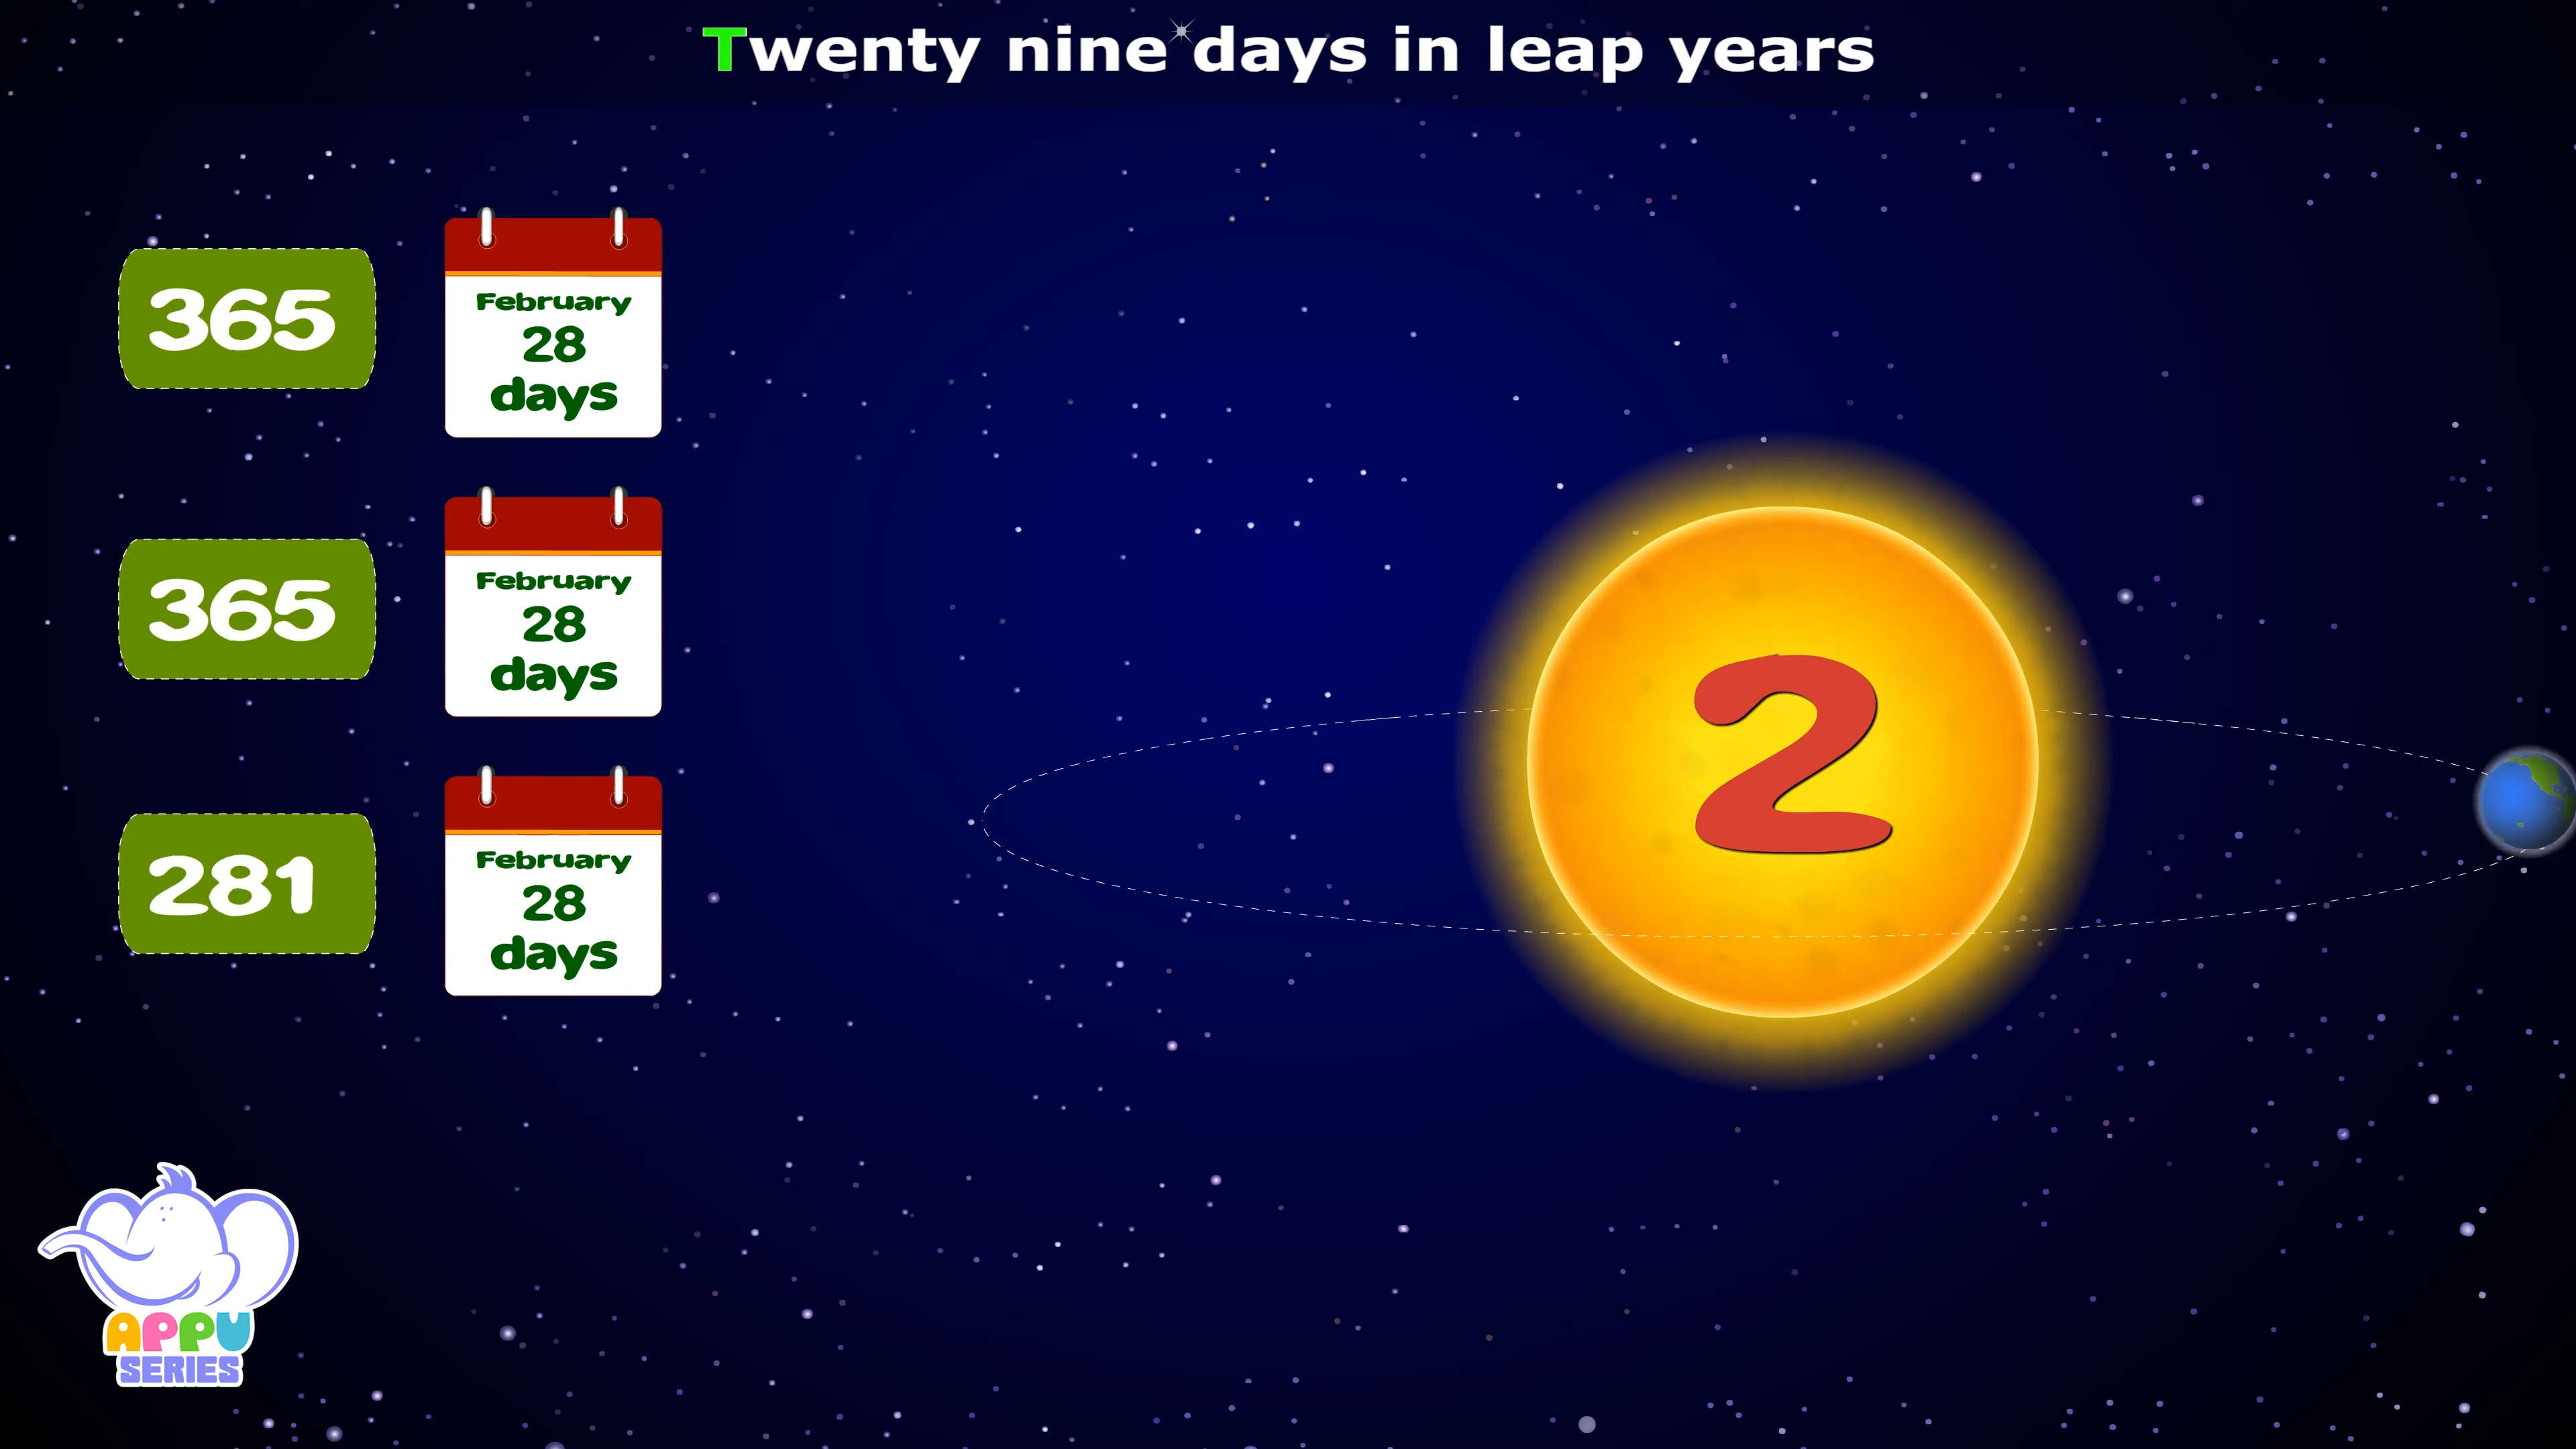 Twenty nine days in leap years
365
February
28
days
365
February
28
days
281
February
28
days
2
APPU
SERIES